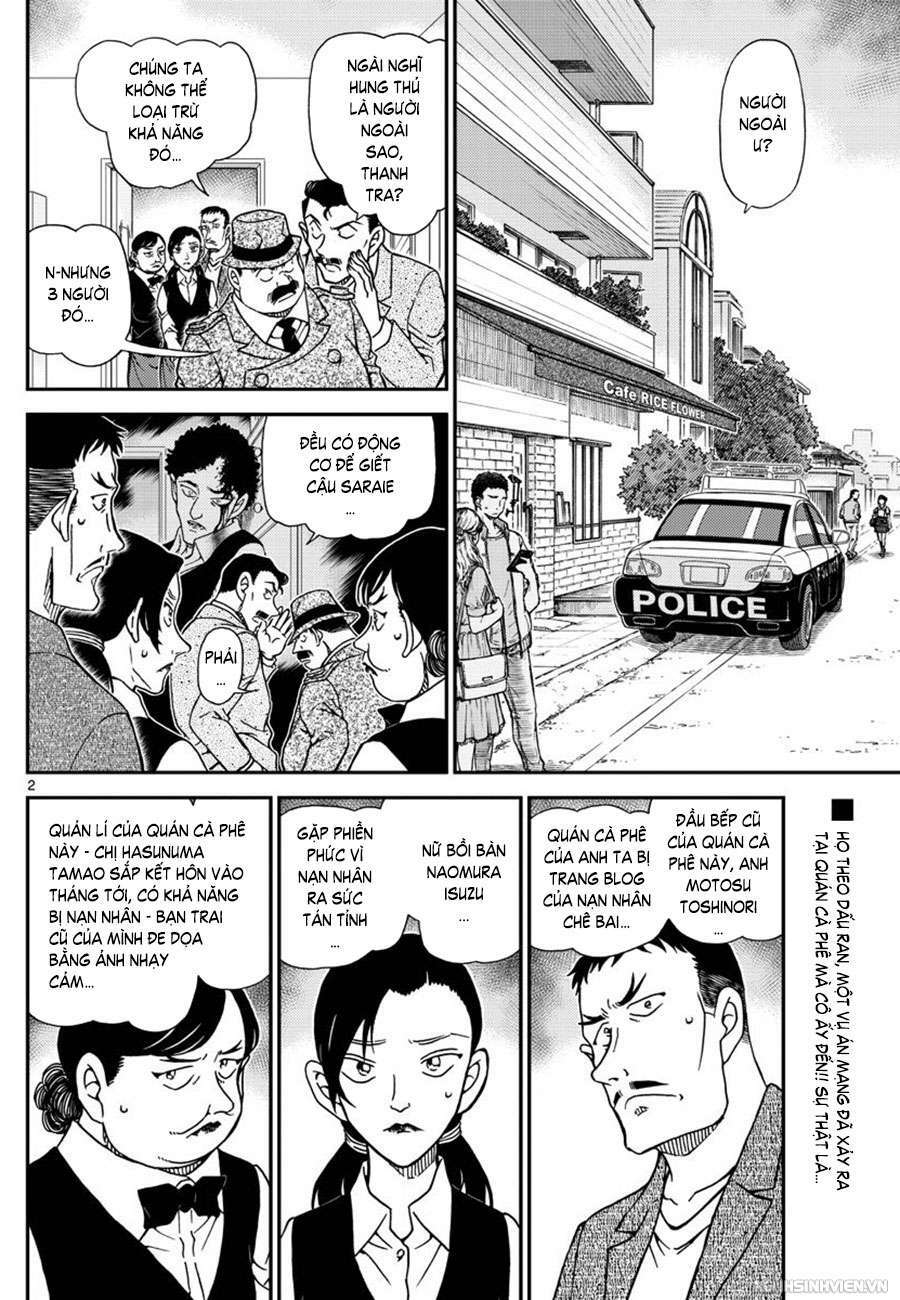 NGƯỜI
NGOÀI
Ư?
Cafe RICE FLOWER
POLICE
NGÀI NGHĨ
HUNG THỦ
LÀ NGƯỜI
NGOÀI
SAO,
THANH
TRA?
CHÚNG TA
KHÔNG THỂ
LOẠI TRỪ
KHẢ NĂNG
ĐÓ...
N-NHƯNG
3 NGƯỜI
ĐÓ...
ĐỀU CÓ ĐỘNG
CƠ ĐỂ GIẾT
CẬU SARAIE
...
PHẢI
...
2
HỌ THEO DẤU RAN, MỘT VỤ ÁN MẠNG ĐÃ XẢY RA
TẠI QUÁN CÀ PHÊ MÀ CÔ ẤY ĐẾN!! SỰ THẬT LÀ...
ĐẦU BẾP CŨ
CỦA QUÁN CÀ
PHÊ NÀY, ANH
MOTOSU
TOSHINORI
...
QUÁN CÀ PHÊ
CỦA ANH TA BỊ
TRANG BLOG
CỦA NẠN NHÂN
CHÊ BAI...
NỮ BỒI BÀN
NAOMURA
ISUZU
...
GẶP PHIỀN
PHỨC VÌ
NẠN NHÂN
RA SỨC
TÁN TỈNH
...
QUẢN LÍ CỦA QUÁN CÀ PHÊ
NÀY - CHỊ HASUNUMA
TAMAO SẮP KẾT HÔN VÀO
THÁNG TỚI, CÓ KHẢ NĂNG
BỊ NẠN NHÂN - BẠN TRAI
CŨ CỦA MÌNH ĐE DỌA
BẰNG ẢNH NHẠY
CẢM...
KENHSINHVIEN.VN